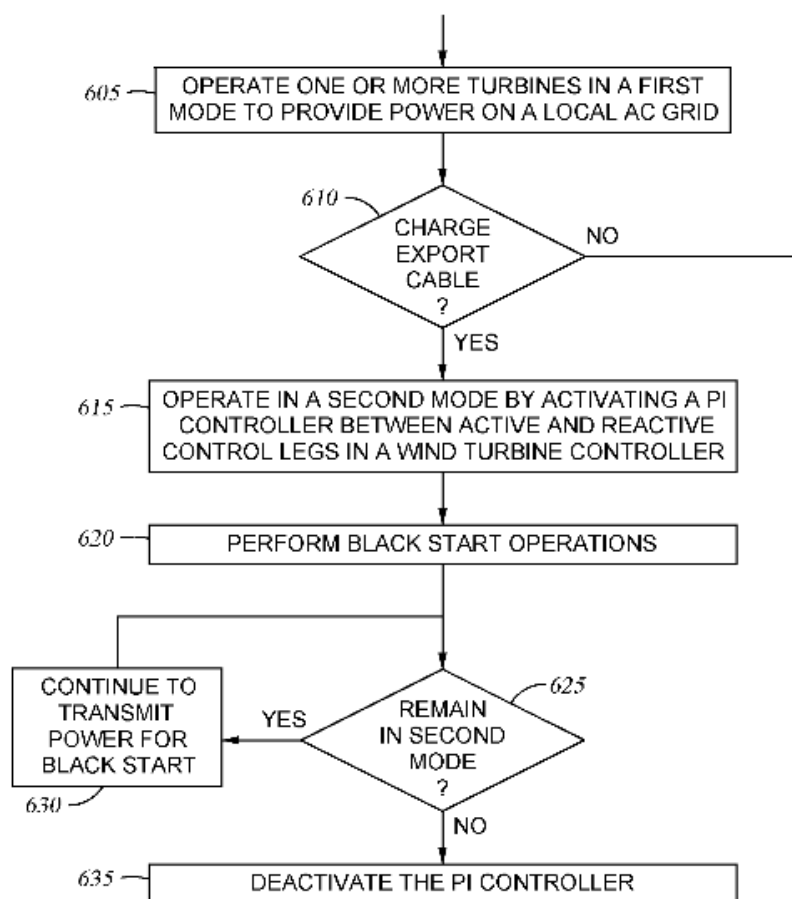 605
OPERATE ONE OR MORE TURBINES IN A FIRST
MODE TO PROVIDE POWER ON A LOCAL AC GRID
610
CHARGE
EXPORT
CABLE
?
NO
YES
615
OPERATE IN A SECOND MODE BY ACTIVATING A PI
CONTROLLER BETWEEN ACTIVE AND REACTIVE
CONTROL LEGS IN A WIND TURBINE CONTROLLER
620
PERFORM BLACK START OPERATIONS
625
REMAIN
IN SECOND
MODE
?
YES
CONTINUE TO
TRANSMIT
POWER FOR
BLACK START
630
NO
635
DEACTIVATE THE PI CONTROLLER